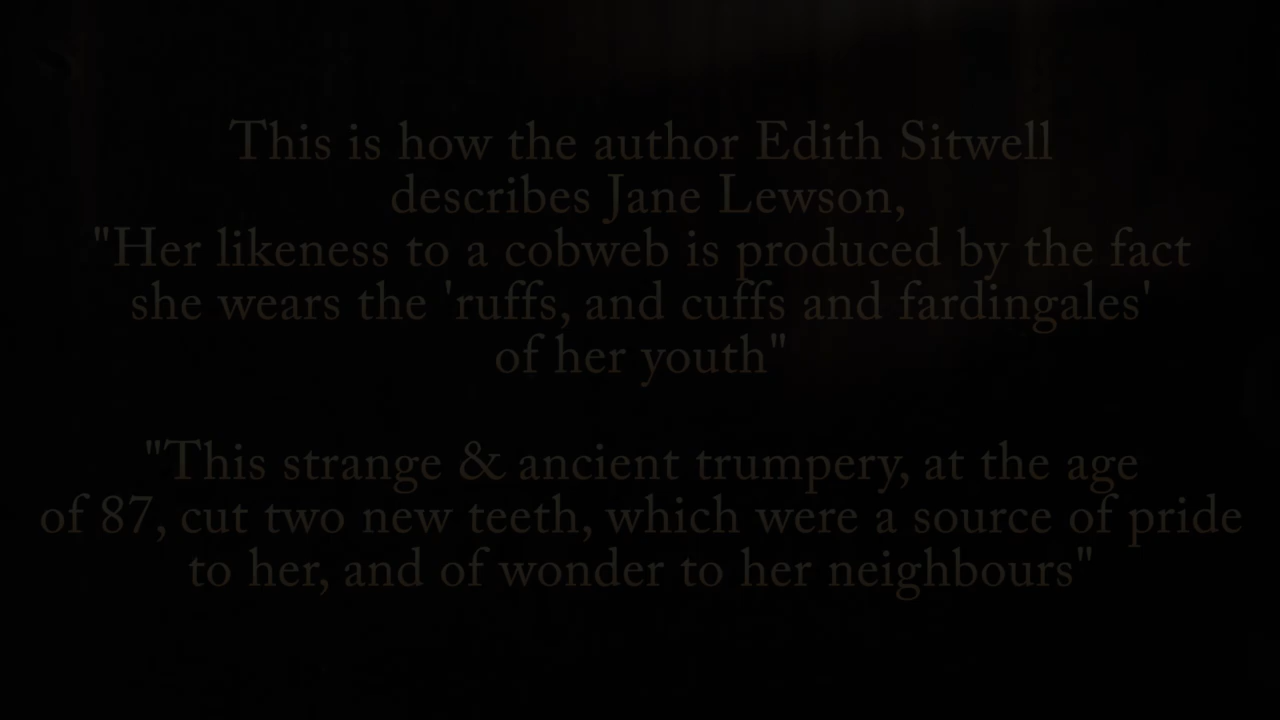 This is how the author Edith Sitwell
describes Jane Lewson,
"Her likeness to a cobweb is produced by the fact
she wears the 'ruffs, and cuffs and fardingales'
of her youth"
"This strange & ancient trumpery, at the age
of 87, cut two new teeth, which were a source of pride
to her, and of wonder to her neighbours"